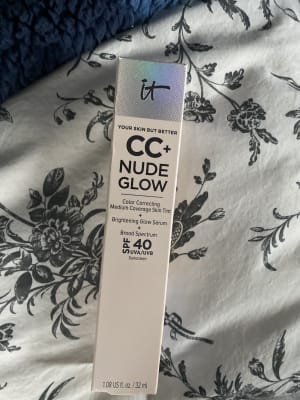 it
YOUR SKIN BUT BETTER
CC+
NUDE
GLOW
Color Correcting
Medium Coverage Skin Tint
+
Brightening Glow Serum
+
Broad Spectrum
SPF 40
UVA/UVB
Sunscreen
1.08 US fl. oz. / 32 ml